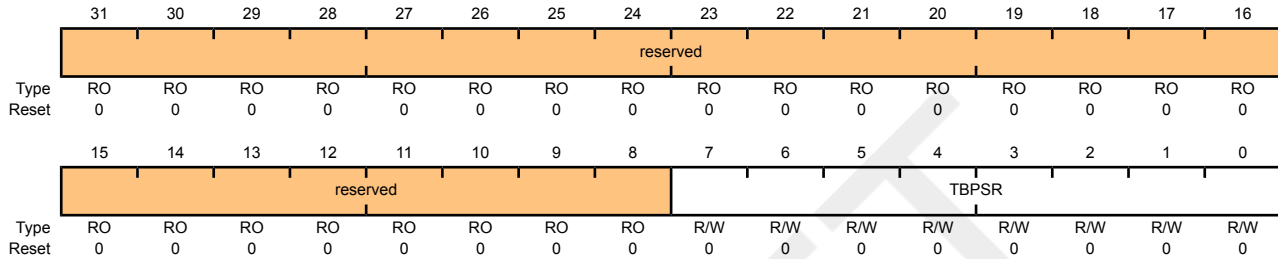 31 30 29 28 27 26 25 24 23 22 21 20 19 18 17 16
reserved
Type RO RO RO RO RO RO RO RO RO RO RO RO RO RO RO RO
Reset 0 0 0 0 0 0 0 0 0 0 0 0 0 0 0 0
15 14 13 12 11 10 9 8 7 6 5 4 3 2 1 0
reserved TBPSR
Type RO RO RO RO RO RO RO RO R/W R/W R/W R/W R/W R/W R/W R/W
Reset 0 0 0 0 0 0 0 0 0 0 0 0 0 0 0 0